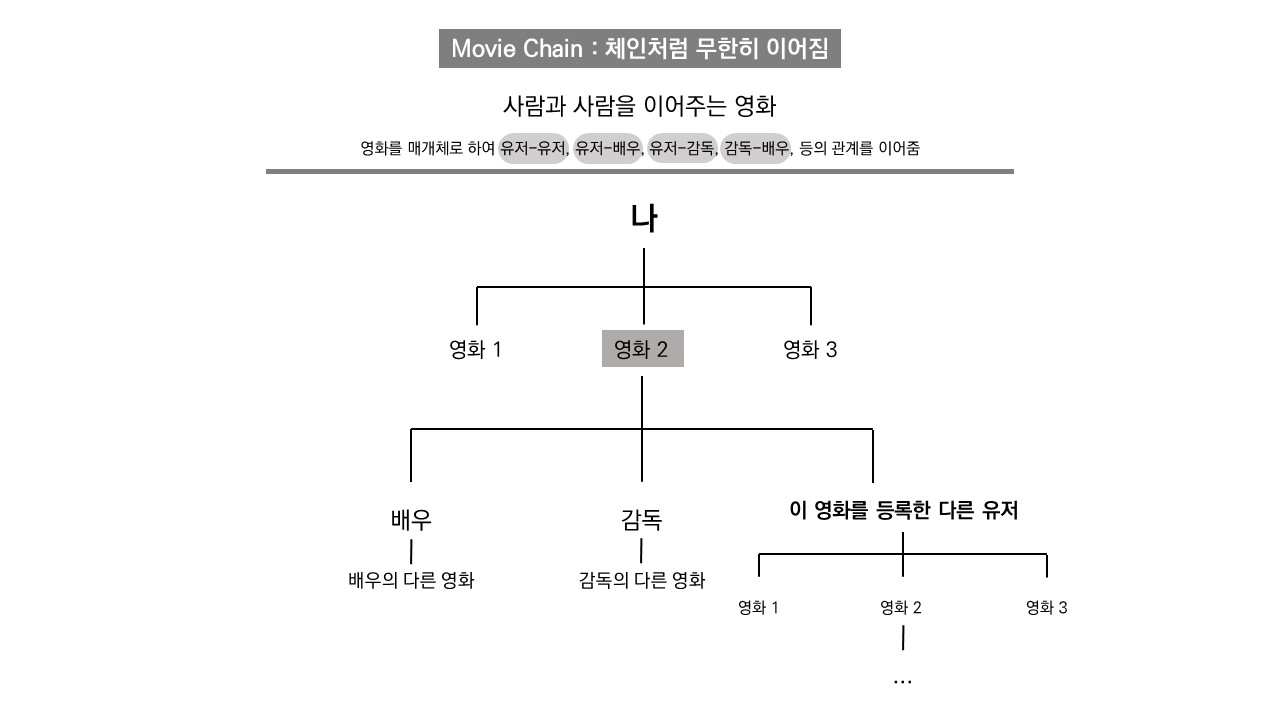 Movie Chain : 체인처럼 무한히 이어짐
사람과 사람을 이어주는 영화
영화를 매개체로 하여 유저-유저, 유저-배우, 유저-감독, 감독-배우, 등의 관계를 이어줌
나
영화 1
영화 2
영화 3
배우
감독
이 영화를 등록한 다른 유저
배우의 다른 영화
감독의 다른 영화
영화 1
영화 2
영화 3
...